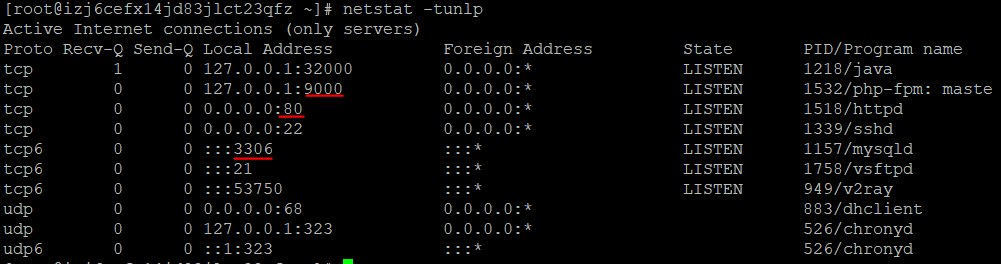 [root@izj6cefx14jd83jlct23qfz ~]# netstat -tunlp
Active Internet connections (only servers)
Proto Recv-Q Send-Q Local Address Foreign Address State PID/Program name
tcp 1 0 127.0.0.1:32000 0.0.0.0:* LISTEN 1218/java
tcp 0 0 127.0.0.1:9000 0.0.0.0:* LISTEN 1532/php-fpm: maste
tcp 0 0 0.0.0.0:80 0.0.0.0:* LISTEN 1518/httpd
tcp 0 0 0.0.0.0:22 0.0.0.0:* LISTEN 1339/sshd
tcp6 0 0 :::3306 :::* LISTEN 1157/mysqld
tcp6 0 0 :::21 :::* LISTEN 1758/vsftpd
tcp6 0 0 :::53750 :::* LISTEN 949/v2ray
udp 0 0 0.0.0.0:68 0.0.0.0:* 883/dhclient
udp 0 0 127.0.0.1:323 0.0.0.0:* 526/chronyd
udp6 0 0 ::1:323 :::* 526/chronyd